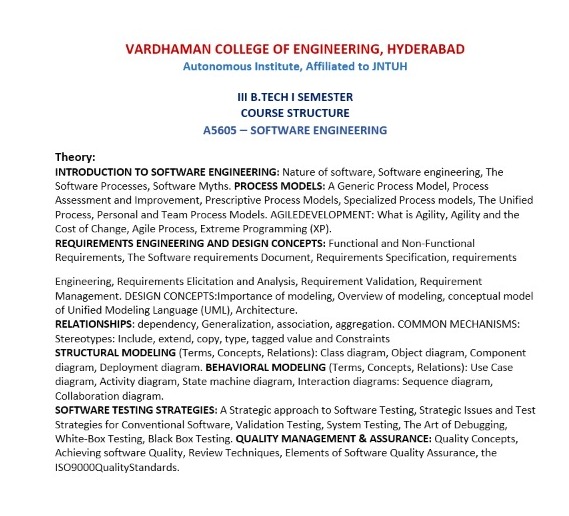 VARDHAMAN COLLEGE OF ENGINEERING, HYDERABAD
Autonomous Institute, Affiliated to JNTUH
III B.TECH I SEMESTER
COURSE STRUCTURE
A5605 – SOFTWARE ENGINEERING
Theory:
INTRODUCTION TO SOFTWARE ENGINEERING: Nature of software, Software engineering, The
Software Processes, Software Myths. PROCESS MODELS: A Generic Process Model, Process
Assessment and Improvement, Prescriptive Process Models, Specialized Process models, The Unified
Process, Personal and Team Process Models. AGILEDEVELOPMENT: What is Agility, Agility and the
Cost of Change, Agile Process, Extreme Programming (XP).
REQUIREMENTS ENGINEERING AND DESIGN CONCEPTS: Functional and Non-Functional
Requirements, The Software requirements Document, Requirements Specification, requirements
Engineering, Requirements Elicitation and Analysis, Requirement Validation, Requirement
Management. DESIGN CONCEPTS:Importance of modeling, Overview of modeling, conceptual model
of Unified Modeling Language (UML), Architecture.
RELATIONSHIPS: dependency, Generalization, association, aggregation. COMMON MECHANISMS:
Stereotypes: Include, extend, copy, type, tagged value and Constraints
STRUCTURAL MODELING (Terms, Concepts, Relations): Class diagram, Object diagram, Component
diagram, Deployment diagram. BEHAVIORAL MODELING (Terms, Concepts, Relations): Use Case
diagram, Activity diagram, State machine diagram, Interaction diagrams: Sequence diagram,
Collaboration diagram.
SOFTWARE TESTING STRATEGIES: A Strategic approach to Software Testing, Strategic Issues and Test
Strategies for Conventional Software, Validation Testing, System Testing, The Art of Debugging,
White-Box Testing, Black Box Testing. QUALITY MANAGEMENT & ASSURANCE: Quality Concepts,
Achieving software Quality, Review Techniques, Elements of Software Quality Assurance, the
ISO9000QualityStandards.